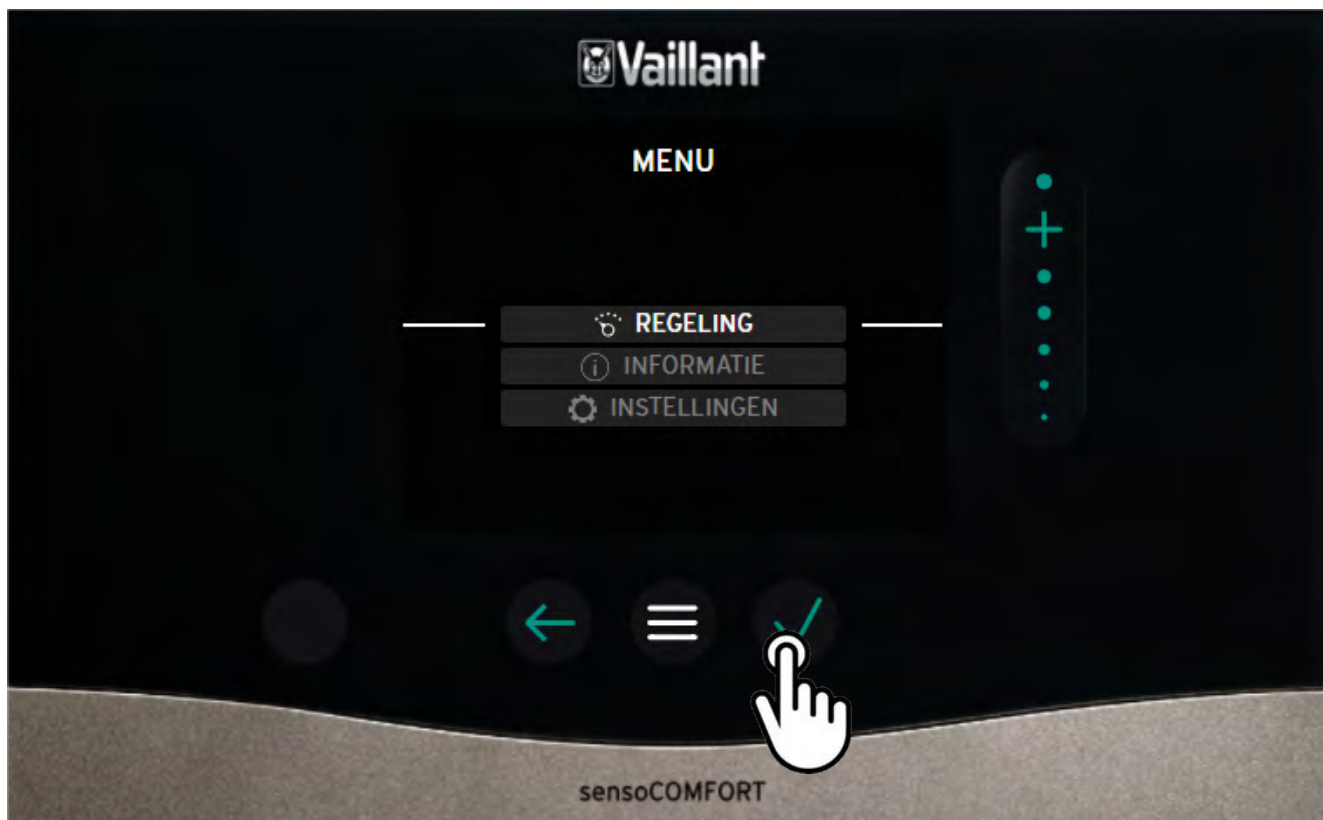 Vaillant
MENU
REGELING
INFORMATIE
INSTELLINGEN
sensoCOMFORT